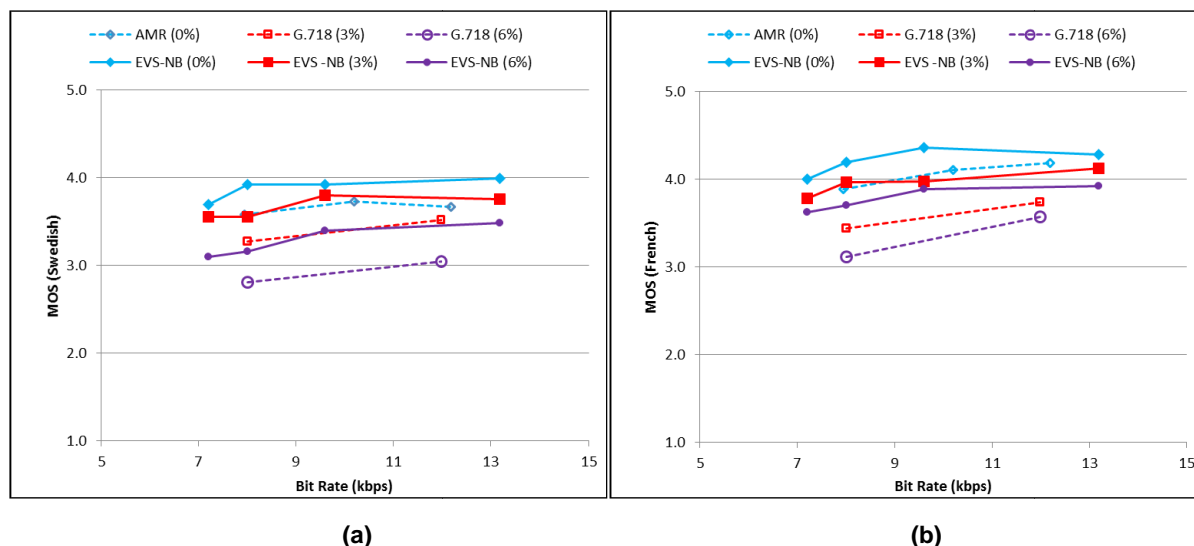 AMR (0%) G.718 (3%) G.718 (6%)
EVS-NB (0%) EVS -NB (3%) EVS-NB (6%)
5.0
4.0
3.0
2.0
1.0
MOS (Swedish)
5 7 9 11 13 15
Bit Rate (kbps)
(a)
AMR (0%) G.718 (3%) G.718 (6%)
EVS-NB (0%) EVS -NB (3%) EVS-NB (6%)
5.0
4.0
3.0
2.0
1.0
MOS (French)
5 7 9 11 13 15
Bit Rate (kbps)
(b)